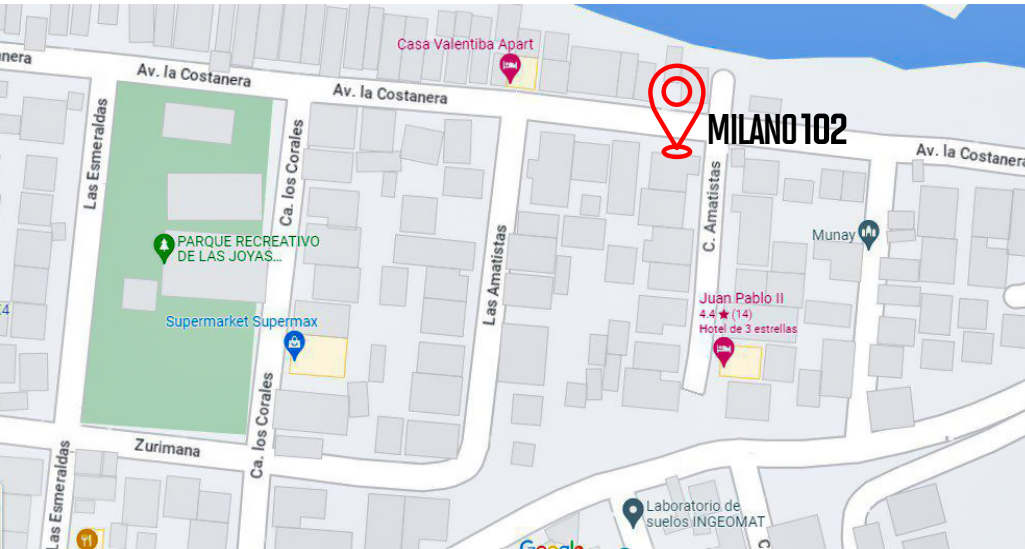 Casa Valentiba Apart
nera
Av. la Costanera
Av. la Costanera
MILANO 102
Av. la Costanera
Las Esmeraldas
Ca. los Corales
C. Amatistas
PARQUE RECREATIVO
DE LAS JOYAS...
Munay
Las Amatistas
Juan Pablo II
4.4 ★ (14)
Hotel de 3 estrellas
Supermarket Supermax
Ca. los Corales
Zurimana
Las Esmeraldas
Laboratorio de
suelos INGEOMAT
Google